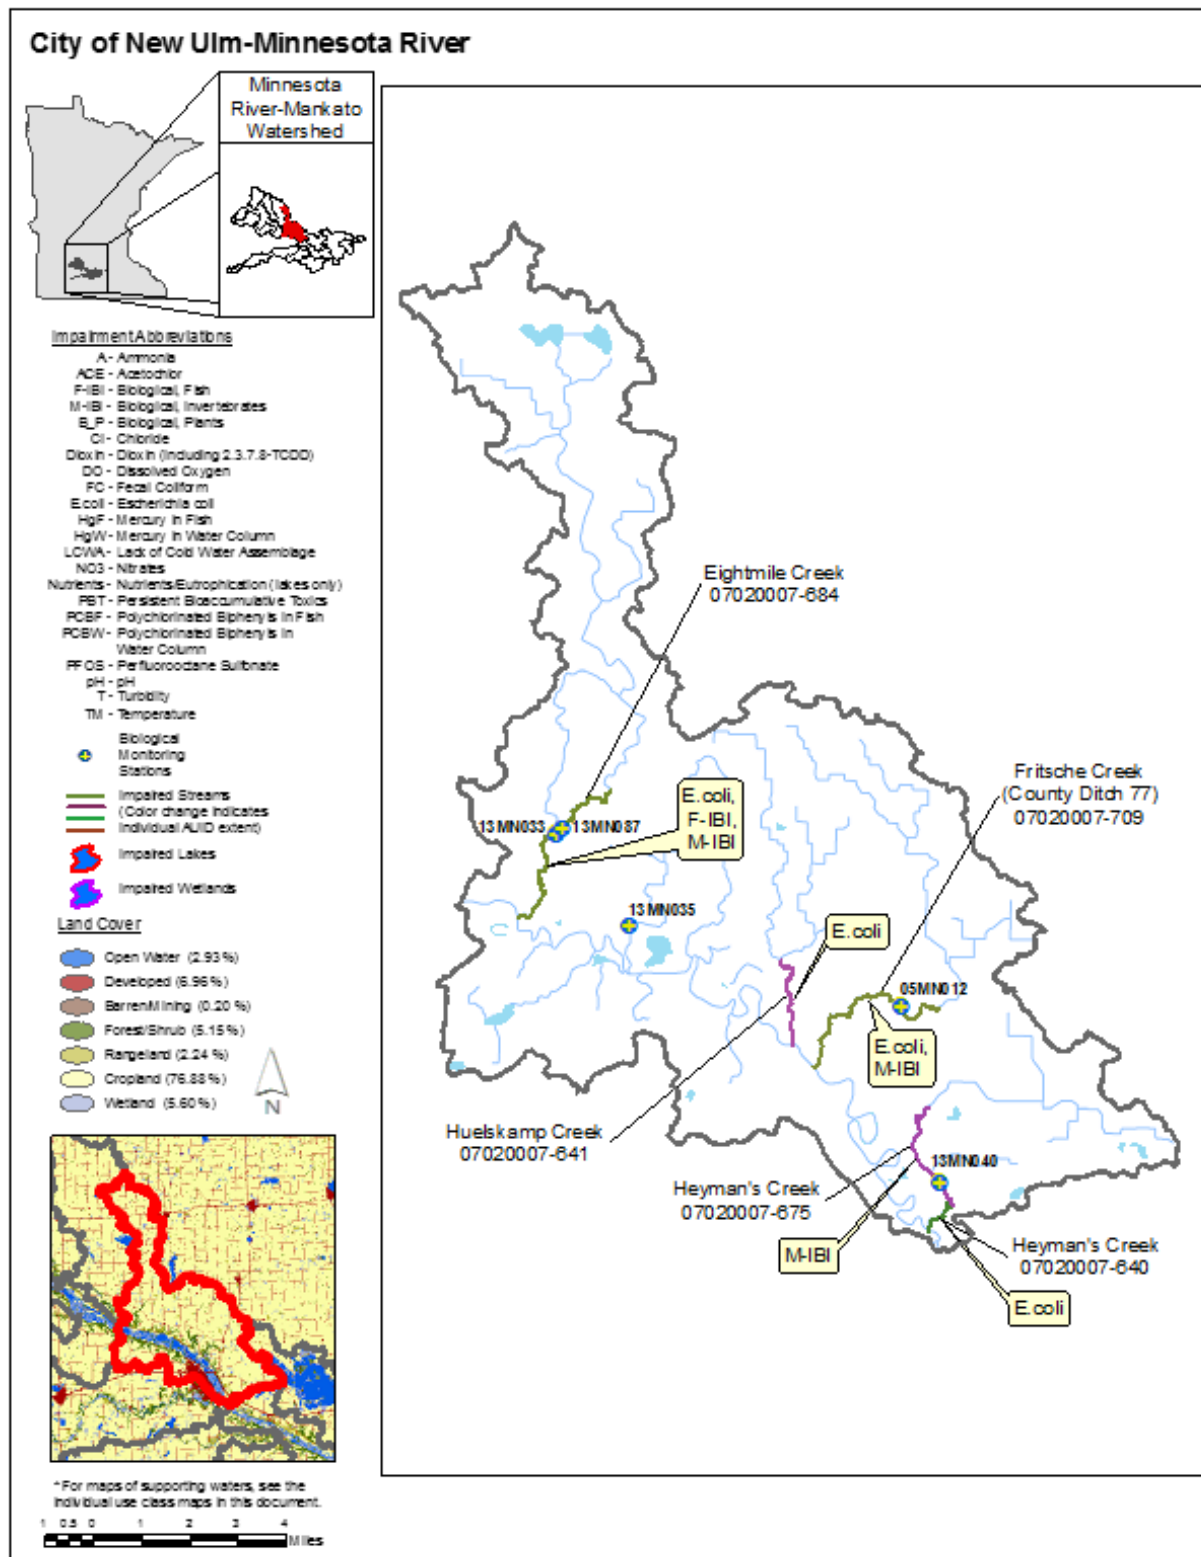 City of New Ulm-Minnesota River
Minnesota
River-Mankato
Watershed
Impairment Abbreviations
A - Ammonia
ACE - Acetochlor
F-IBI - Biological, Fish
M-IBI - Biological, Invertebrates
B_P - Biological, Plants
Cl - Chloride
Dioxin - Dioxin (Including 2.3.7.8-TCDD)
DO - Dissolved Oxygen
FC - Fecal Coliform
E.coli - Escherichia coli
HgF - Mercury in Fish
HgW - Mercury in Water Column
LCWA - Lack of Cold Water Assemblage
NO3 - Nitrates
Nutrients - Nutrients/Eutrophication (lakes only)
PBT - Persistent Bioaccumulative Toxics
PCBF - Polychlorinated Biphenyls in Fish
PCBW - Polychlorinated Biphenyls in
Water Column
PFOS - Perfluorooctane Sulfonate
pH - pH
T - Turbidity
TM - Temperature
Biological
Monitoring
Stations
Impaired Streams
(Color change indicates
individual AUID extent)
Impaired Lakes
Impaired Wetlands
Land Cover
Open Water (2.93%)
Developed (6.96%)
Barren/Mining (0.20%)
Forest/Shrub (5.15%)
Rangeland (2.24%)
Cropland (76.88%)
Wetland (5.60%)
N
*For maps of supporting waters, see the
individual use class maps in this document.
1 0.5 0 1 2 3 4
Miles
Eightmile Creek
07020007-684
Fritsche Creek
(County Ditch 77)
07020007-709
E.coli,
F-IBI,
M-IBI
13MN033
13MN087
13MN035
E.coli
05MN012
E.coli,
M-IBI
Huelskamp Creek
07020007-641
13MN040
Heyman's Creek
07020007-675
M-IBI
Heyman's Creek
07020007-640
E.coli